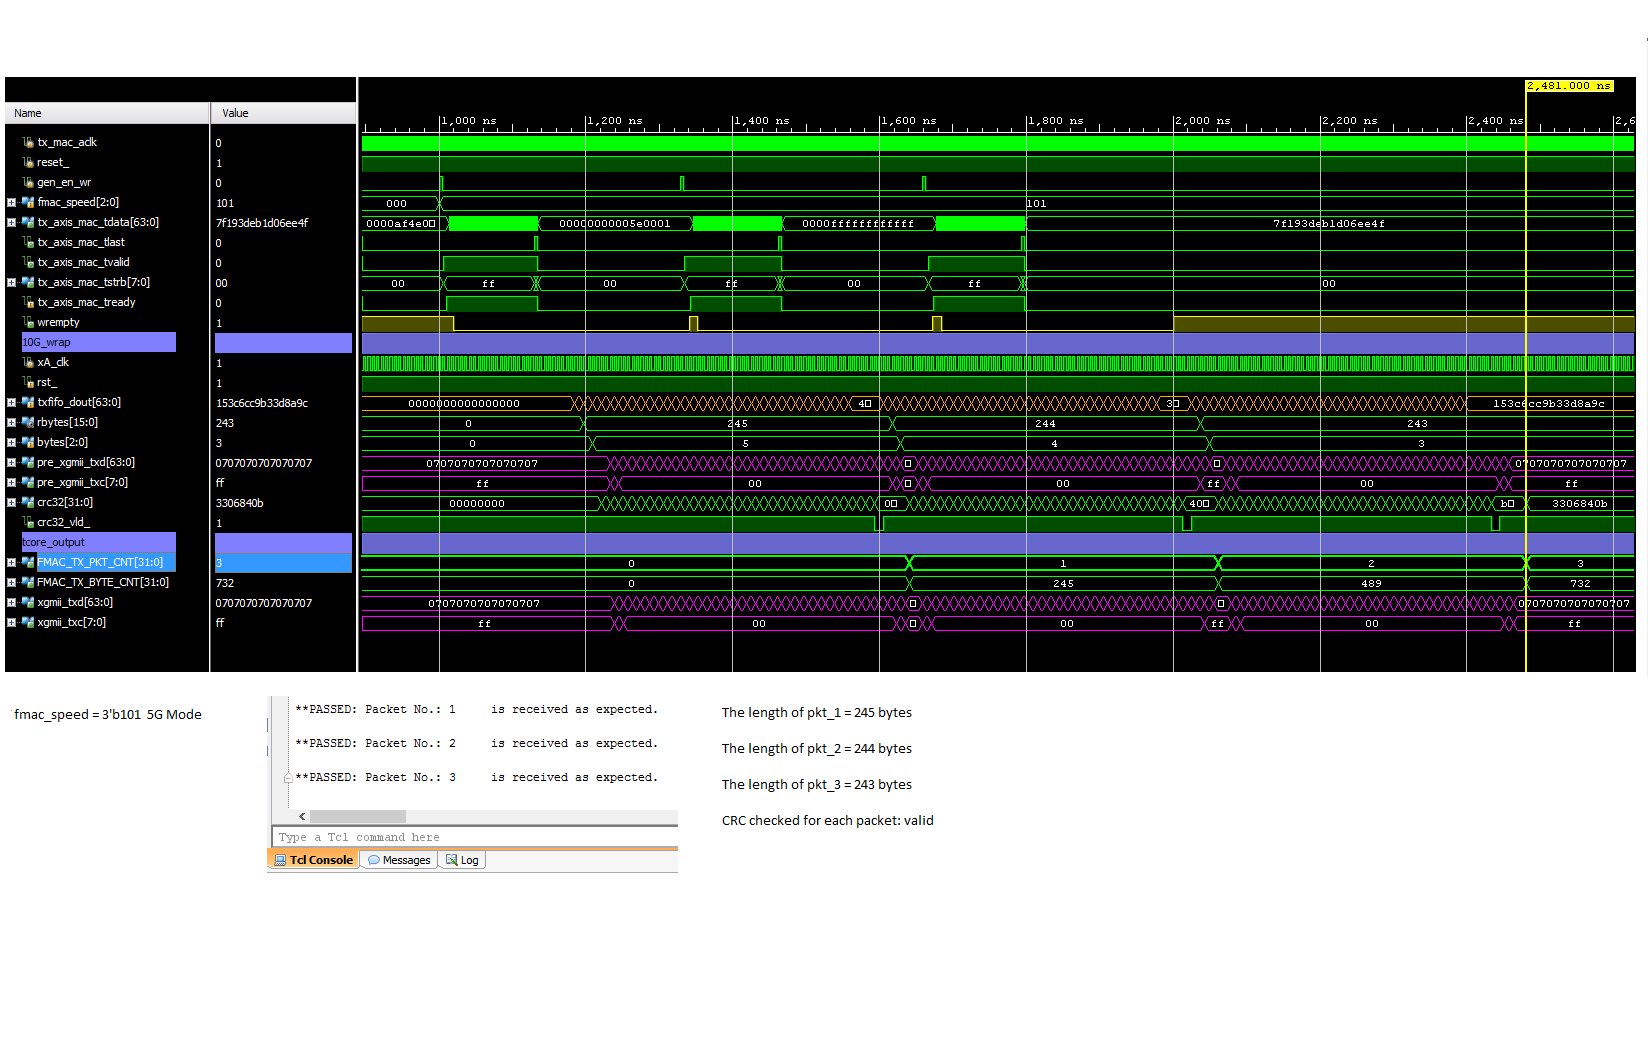 2,481.000 ns
Name Value
1,000 ns 1,200 ns 1,400 ns 1,600 ns 1,800 ns 2,000 ns 2,200 ns 2,400 ns 2,6
tx_mac_aclk 0
reset_ 1
gen_en_wr 0
fmac_speed[2:0] 101 000 101
tx_axis_mac_tdata[63:0] 7f193deb1d06ee4f 0000af4e0 00000000005e0001 0000ffffffffffff 7f193deb1d06ee4f
tx_axis_mac_tlast 0
tx_axis_mac_tvalid 0
tx_axis_mac_tstrb[7:0] 00 00 ff 00 ff 00 ff 00
tx_axis_mac_tready 0
wrempty 1
10G_wrap
xA_clk 1
rst_ 1
txfifo_dout[63:0] 153c6cc9b33d8a9c 0000000000000000 4 3 153c6cc9b33d8a9c
rbytes[15:0] 243 0 245 244 243
bytes[2:0] 3 0 5 4 3
pre_xgmii_txd[63:0] 0707070707070707 0707070707070707 0707070707070707
pre_xgmii_txc[7:0] ff ff 00 00 ff 00 ff
crc32[31:0] 3306840b 00000000 0 40 b 3306840b
crc32_vld_ 1
tcore_output
FMAC_TX_PKT_CNT[31:0] 3 0 1 2 3
FMAC_TX_BYTE_CNT[31:0] 732 0 245 489 732
xgmii_txd[63:0] 0707070707070707 0707070707070707 0707070707070707
xgmii_txc[7:0] ff ff 00 00 ff 00 ff
fmac_speed = 3'b101 5G Mode
**PASSED: Packet No.: 1 is received as expected.
**PASSED: Packet No.: 2 is received as expected.
**PASSED: Packet No.: 3 is received as expected.
Type a Tcl command here
Tcl Console Messages Log
The length of pkt_1 = 245 bytes
The length of pkt_2 = 244 bytes
The length of pkt_3 = 243 bytes
CRC checked for each packet: valid